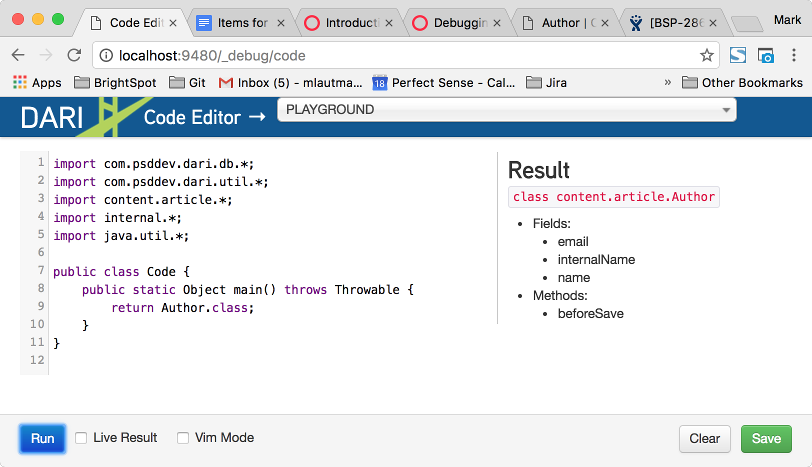 Code Edit
Items for
Introducti
Debuggin
Author | C
[BSP-286
Mark
localhost:9480/_debug/code
Apps
BrightSpot
Git
Inbox (5) - mlautma...
18
Perfect Sense - Cal...
Jira
»
Other Bookmarks
DARI
Code Editor →
PLAYGROUND
1 import com.psddev.dari.db.*;
2 import com.psddev.dari.util.*;
3 import content.article.*;
4 import internal.*;
5 import java.util.*;
6
7 public class Code {
8 public static Object main() throws Throwable {
9 return Author.class;
10 }
11 }
12
Result
class content.article.Author
• Fields:
• email
• internalName
• name
• Methods:
• beforeSave
Run
Live Result
Vim Mode
Clear
Save